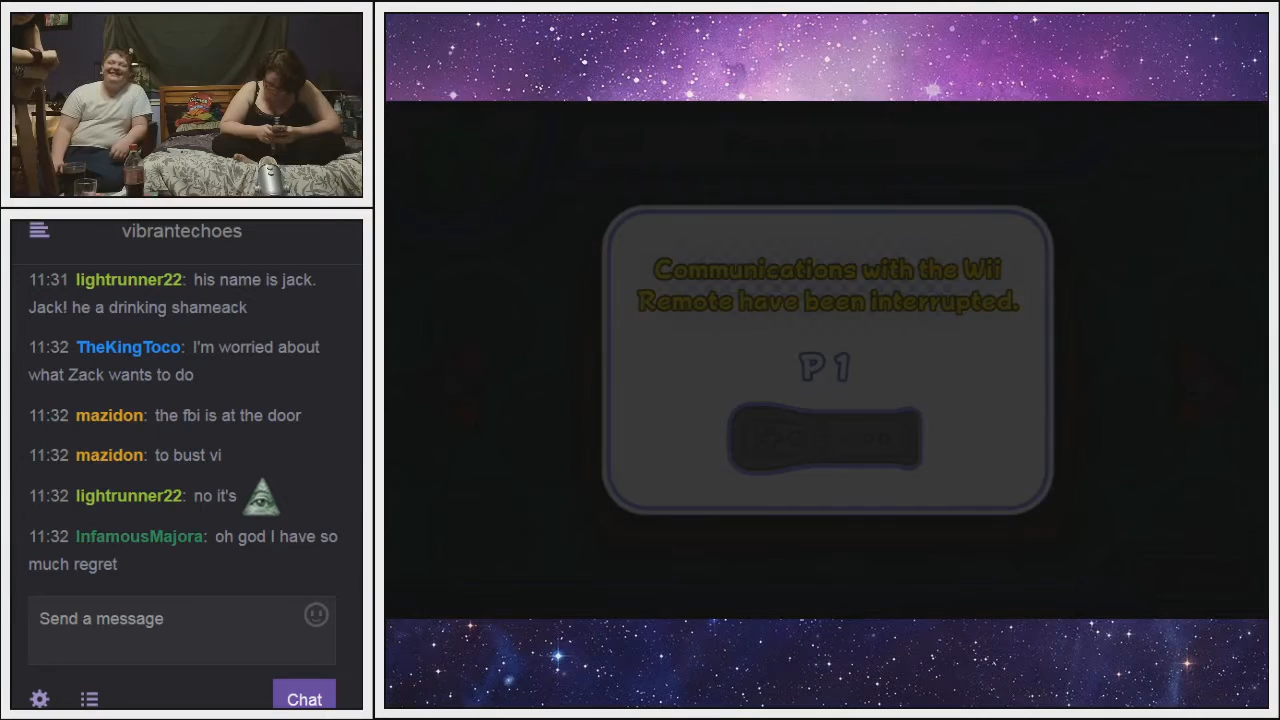 vibrantechoes
11:31 lightrunner22: his name is jack.
Jack! he a drinking shameack
11:32 TheKingToco: I'm worried about
what Zack wants to do
11:32 mazidon: the fbi is at the door
11:32 mazidon: to bust vi
11:32 lightrunner22: no it's
11:32 InfamousMajora: oh god I have so
much regret
Send a message
Chat
Communications with the Wii
Remote have been interrupted.
P 1